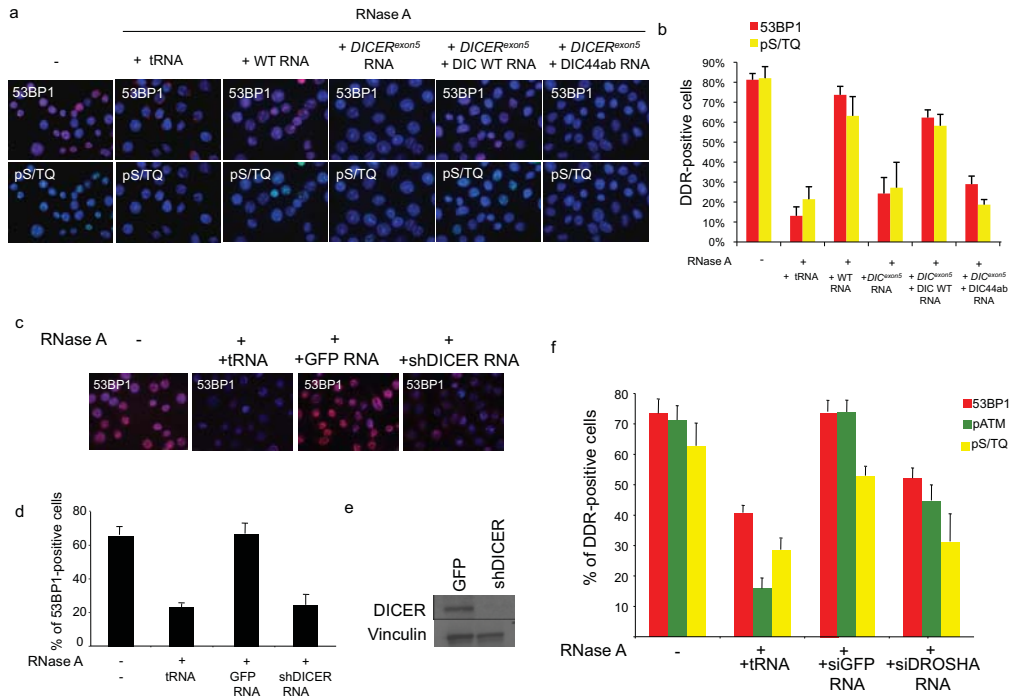 a
RNase A
-
+ tRNA
+ WT RNA
+ DICERexon5
RNA
+ DICERexon5
+ DIC WT RNA
+ DICERexon5
+ DIC44ab RNA
53BP1
53BP1
53BP1
53BP1
53BP1
53BP1
pS/TQ
pS/TQ
pS/TQ
pS/TQ
pS/TQ
pS/TQ
b
53BP1
pS/TQ
DDR-positive cells
90%
80%
70%
60%
50%
40%
30%
20%
10%
0%
RNase A
-
+
+
+
+
+
+ tRNA
+ WT
RNA
+DICexon5
RNA
+ DICexon5
+ DIC WT
RNA
+ DICexon5
+ DIC44ab
RNA
c
RNase A
-
+
+tRNA
+
+GFP RNA
+
+shDICER RNA
53BP1
53BP1
53BP1
53BP1
d
% of 53BP1-positive cells
80
60
40
20
0
RNase A
-
+
+
+
-
tRNA
GFP
RNA
shDICER
RNA
e
GFP
shDICER
DICER
Vinculin
f
53BP1
pATM
pS/TQ
% of DDR-positive cells
80
70
60
50
40
30
20
10
RNase A
-
+
+tRNA
+
+siGFP
RNA
+
+siDROSHA
RNA